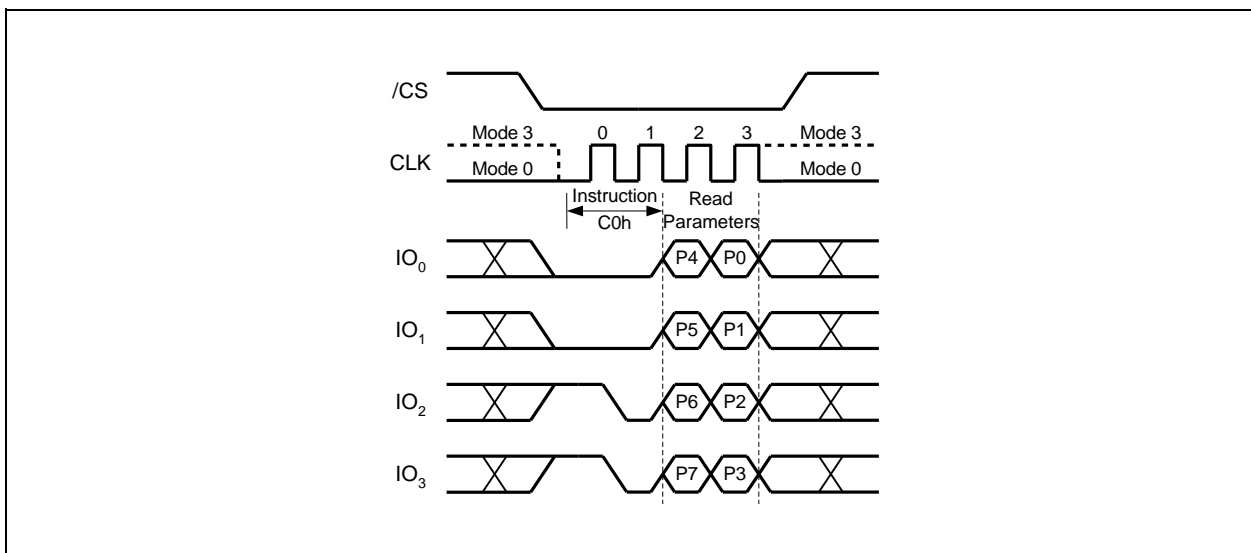 /CS
Mode 3 0 1 2 3 Mode 3
CLK
Mode 0 Mode 0
Instruction Read
C0h Parameters
IO0 P4 P0
IO1 P5 P1
IO2 P6 P2
IO3 P7 P3